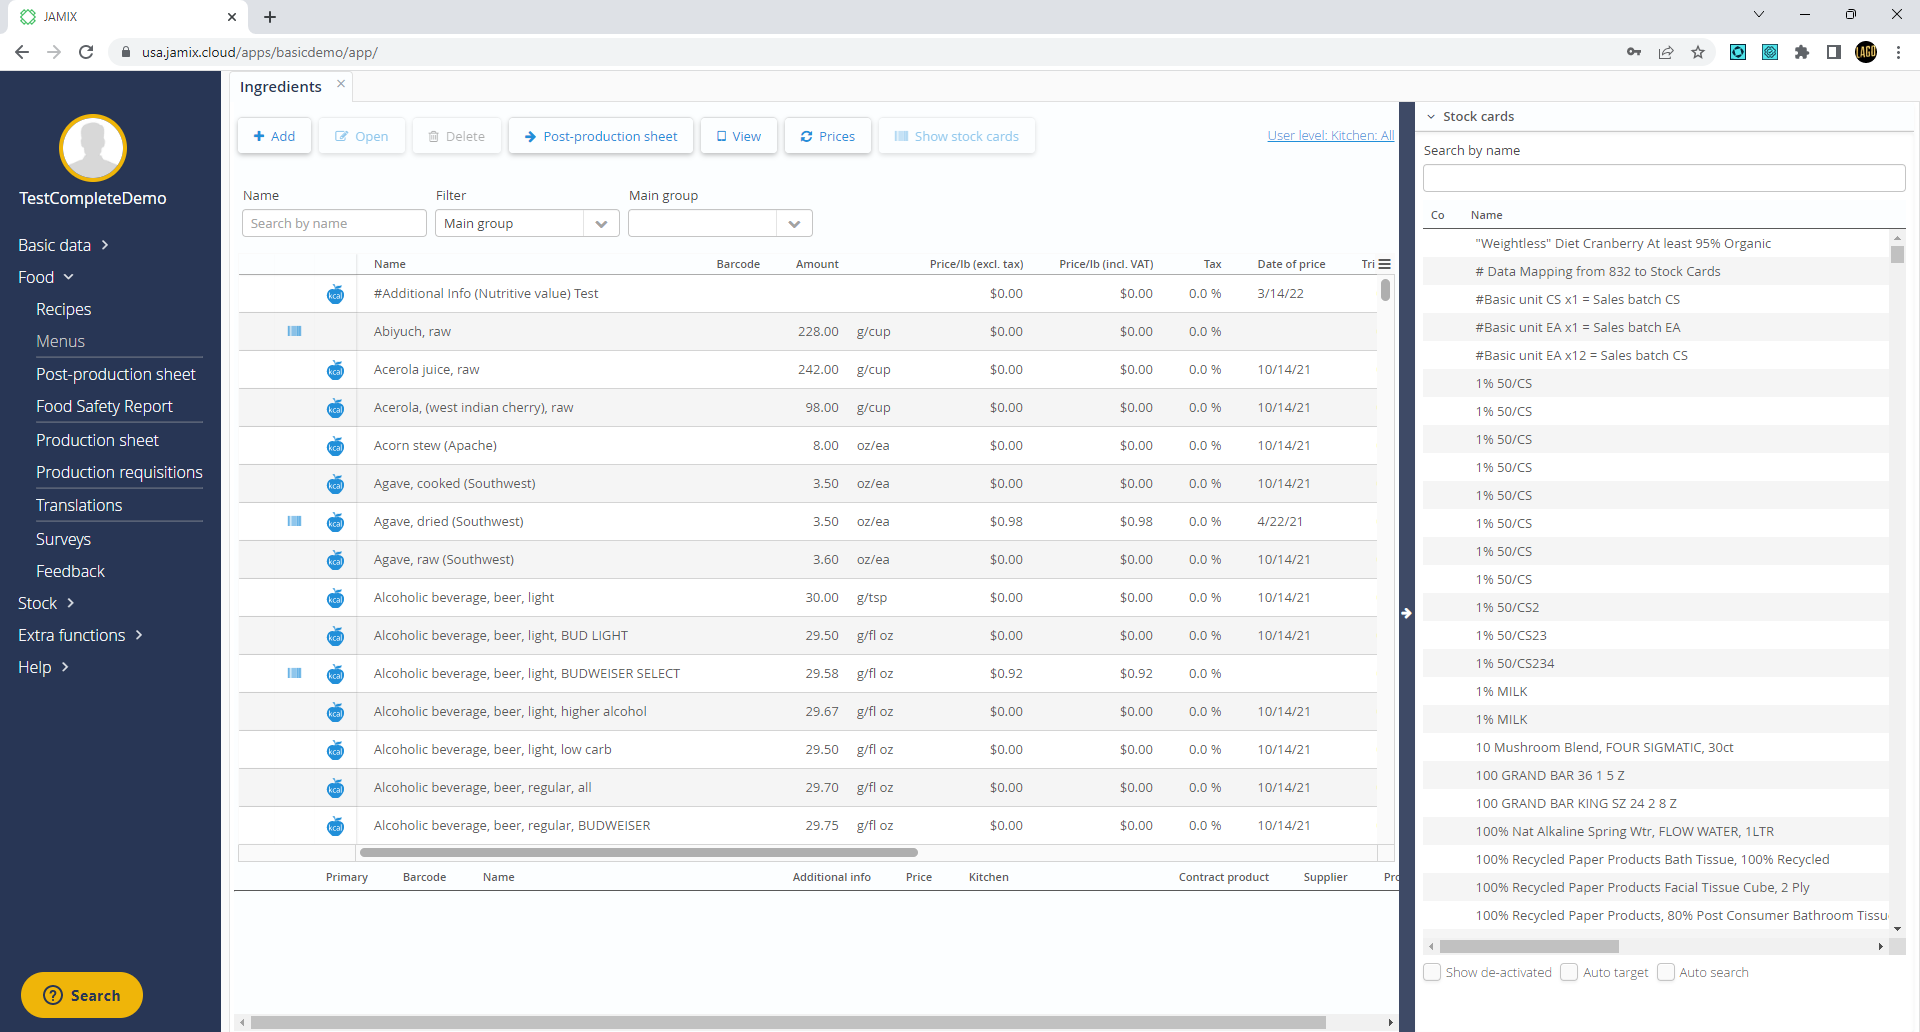 JAMIX
usa.jamix.cloud/apps/basicdemo/app/
LAGO
TestCompleteDemo
Basic data
Food
Recipes
Menus
Post-production sheet
Food Safety Report
Production sheet
Production requisitions
Translations
Surveys
Feedback
Stock
Extra functions
Help
Search
Ingredients
Add Open Delete Post-production sheet View Prices Show stock cards User level: Kitchen: All
Name Filter Main group
Search by name Main group
Name Barcode Amount Price/lb (excl. tax) Price/lb (incl. VAT) Tax Date of price Tri
kcal #Additional Info (Nutritive value) Test $0.00 $0.00 0.0 % 3/14/22
Abiyuch, raw 228.00 g/cup $0.00 $0.00 0.0 %
kcal Acerola juice, raw 242.00 g/cup $0.00 $0.00 0.0 % 10/14/21
kcal Acerola, (west indian cherry), raw 98.00 g/cup $0.00 $0.00 0.0 % 10/14/21
kcal Acorn stew (Apache) 8.00 oz/ea $0.00 $0.00 0.0 % 10/14/21
kcal Agave, cooked (Southwest) 3.50 oz/ea $0.00 $0.00 0.0 % 10/14/21
kcal Agave, dried (Southwest) 3.50 oz/ea $0.98 $0.98 0.0 % 4/22/21
kcal Agave, raw (Southwest) 3.60 oz/ea $0.00 $0.00 0.0 % 10/14/21
kcal Alcoholic beverage, beer, light 30.00 g/tsp $0.00 $0.00 0.0 % 10/14/21
kcal Alcoholic beverage, beer, light, BUD LIGHT 29.50 g/fl oz $0.00 $0.00 0.0 % 10/14/21
kcal Alcoholic beverage, beer, light, BUDWEISER SELECT 29.58 g/fl oz $0.92 $0.92 0.0 %
kcal Alcoholic beverage, beer, light, higher alcohol 29.67 g/fl oz $0.00 $0.00 0.0 % 10/14/21
kcal Alcoholic beverage, beer, light, low carb 29.50 g/fl oz $0.00 $0.00 0.0 % 10/14/21
kcal Alcoholic beverage, beer, regular, all 29.70 g/fl oz $0.00 $0.00 0.0 % 10/14/21
kcal Alcoholic beverage, beer, regular, BUDWEISER 29.75 g/fl oz $0.00 $0.00 0.0 % 10/14/21
Primary Barcode Name Additional info Price Kitchen Contract product Supplier Pro
Stock cards
Search by name
Co Name
"Weightless" Diet Cranberry At least 95% Organic
# Data Mapping from 832 to Stock Cards
#Basic unit CS x1 = Sales batch CS
#Basic unit EA x1 = Sales batch EA
#Basic unit EA x12 = Sales batch CS
1% 50/CS
1% 50/CS
1% 50/CS
1% 50/CS
1% 50/CS
1% 50/CS
1% 50/CS
1% 50/CS
1% 50/CS2
1% 50/CS23
1% 50/CS234
1% MILK
1% MILK
10 Mushroom Blend, FOUR SIGMATIC, 30ct
100 GRAND BAR 36 1 5 Z
100 GRAND BAR KING SZ 24 2 8 Z
100% Nat Alkaline Spring Wtr, FLOW WATER, 1LTR
100% Recycled Paper Products Bath Tissue, 100% Recycled
100% Recycled Paper Products Facial Tissue Cube, 2 Ply
100% Recycled Paper Products, 80% Post Consumer Bathroom Tissu
Show de-activated Auto target Auto search